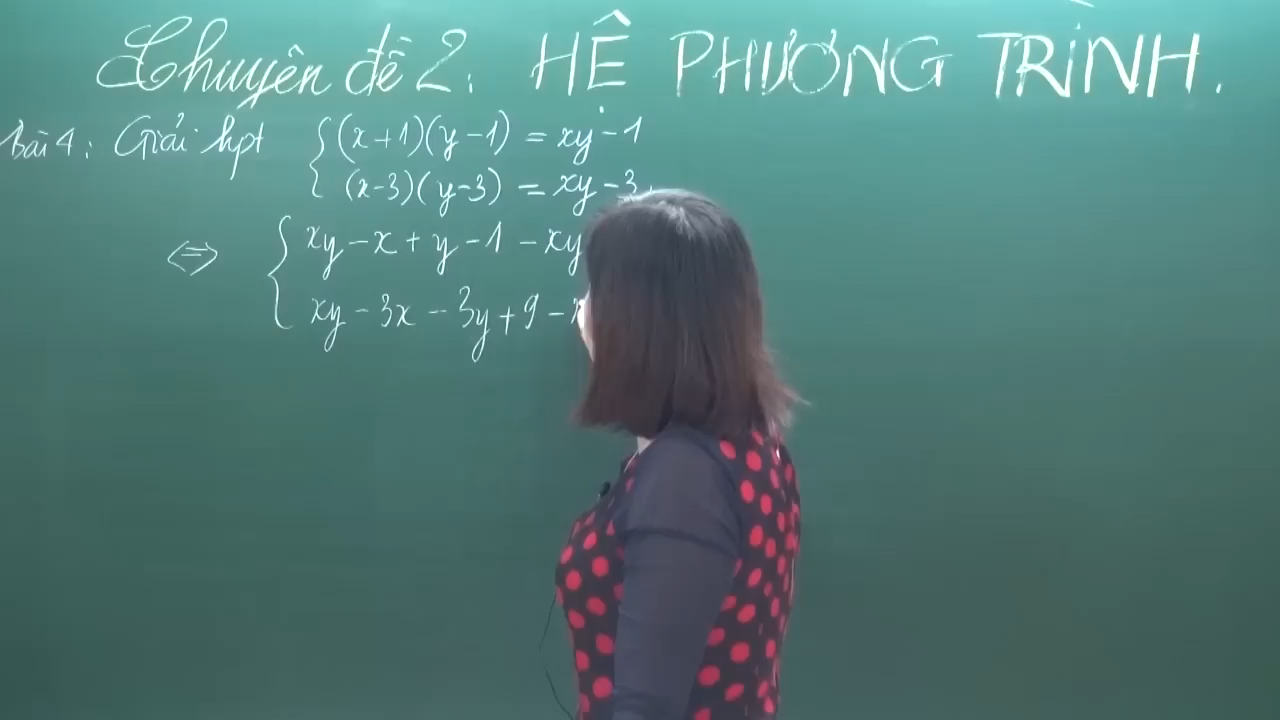 Chuyên đề 2: HỆ PHƯƠNG TRÌNH.
Bài 4: Giải hpt { (x+1)(y-1) = xy-1
(x-3)(y-3) = xy-3
⇔ { xy - x + y - 1 - xy
xy - 3x - 3y + 9 -